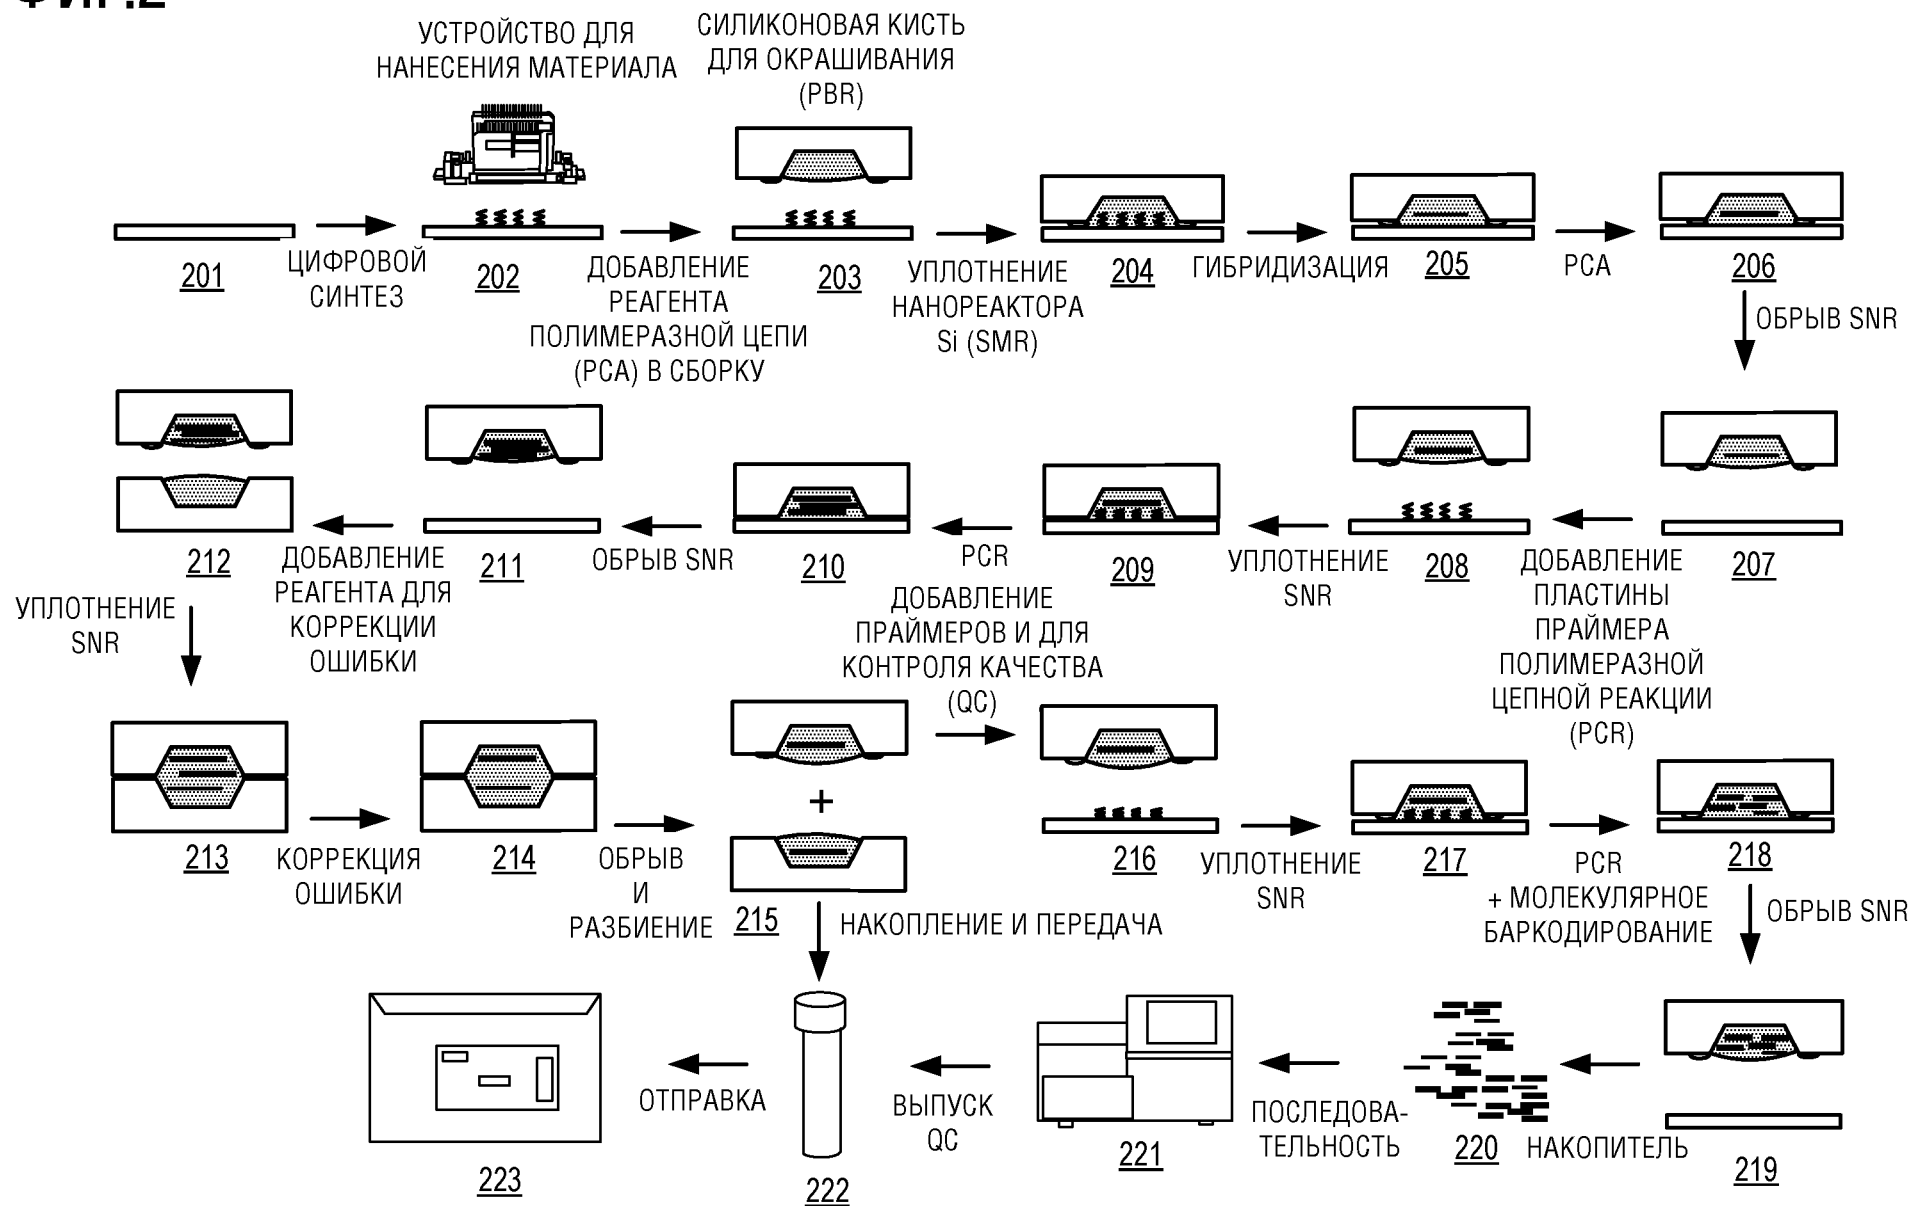 ФИГ.2
УСТРОЙСТВО ДЛЯ
НАНЕСЕНИЯ МАТЕРИАЛА
СИЛИКОНОВАЯ КИСТЬ
ДЛЯ ОКРАШИВАНИЯ
(PBR)
201
ЦИФРОВОЙ
СИНТЕЗ
202
ДОБАВЛЕНИЕ
РЕАГЕНТА
ПОЛИМЕРАЗНОЙ ЦЕПИ
(PCA) В СБОРКУ
203
УПЛОТНЕНИЕ
НАНОРЕАКТОРА
Si (SMR)
204
ГИБРИДИЗАЦИЯ
205
PCA
206
ОБРЫВ SNR
207
ДОБАВЛЕНИЕ
ПЛАСТИНЫ
ПРАЙМЕРА
ПОЛИМЕРАЗНОЙ
ЦЕПНОЙ РЕАКЦИИ
(PCR)
208
УПЛОТНЕНИЕ
SNR
209
PCR
210
ОБРЫВ SNR
211
ДОБАВЛЕНИЕ
РЕАГЕНТА ДЛЯ
КОРРЕКЦИИ
ОШИБКИ
212
УПЛОТНЕНИЕ
SNR
213
КОРРЕКЦИЯ
ОШИБКИ
214
ОБРЫВ
И
РАЗБИЕНИЕ
+
215
ДОБАВЛЕНИЕ
ПРАЙМЕРОВ И ДЛЯ
КОНТРОЛЯ КАЧЕСТВА
(QC)
216
УПЛОТНЕНИЕ
SNR
217
PCR
+ МОЛЕКУЛЯРНОЕ
БАРКОДИРОВАНИЕ
218
ОБРЫВ SNR
НАКОПЛЕНИЕ И ПЕРЕДАЧА
219
НАКОПИТЕЛЬ
220
ПОСЛЕДОВА-
ТЕЛЬНОСТЬ
221
ВЫПУСК
QC
222
ОТПРАВКА
223